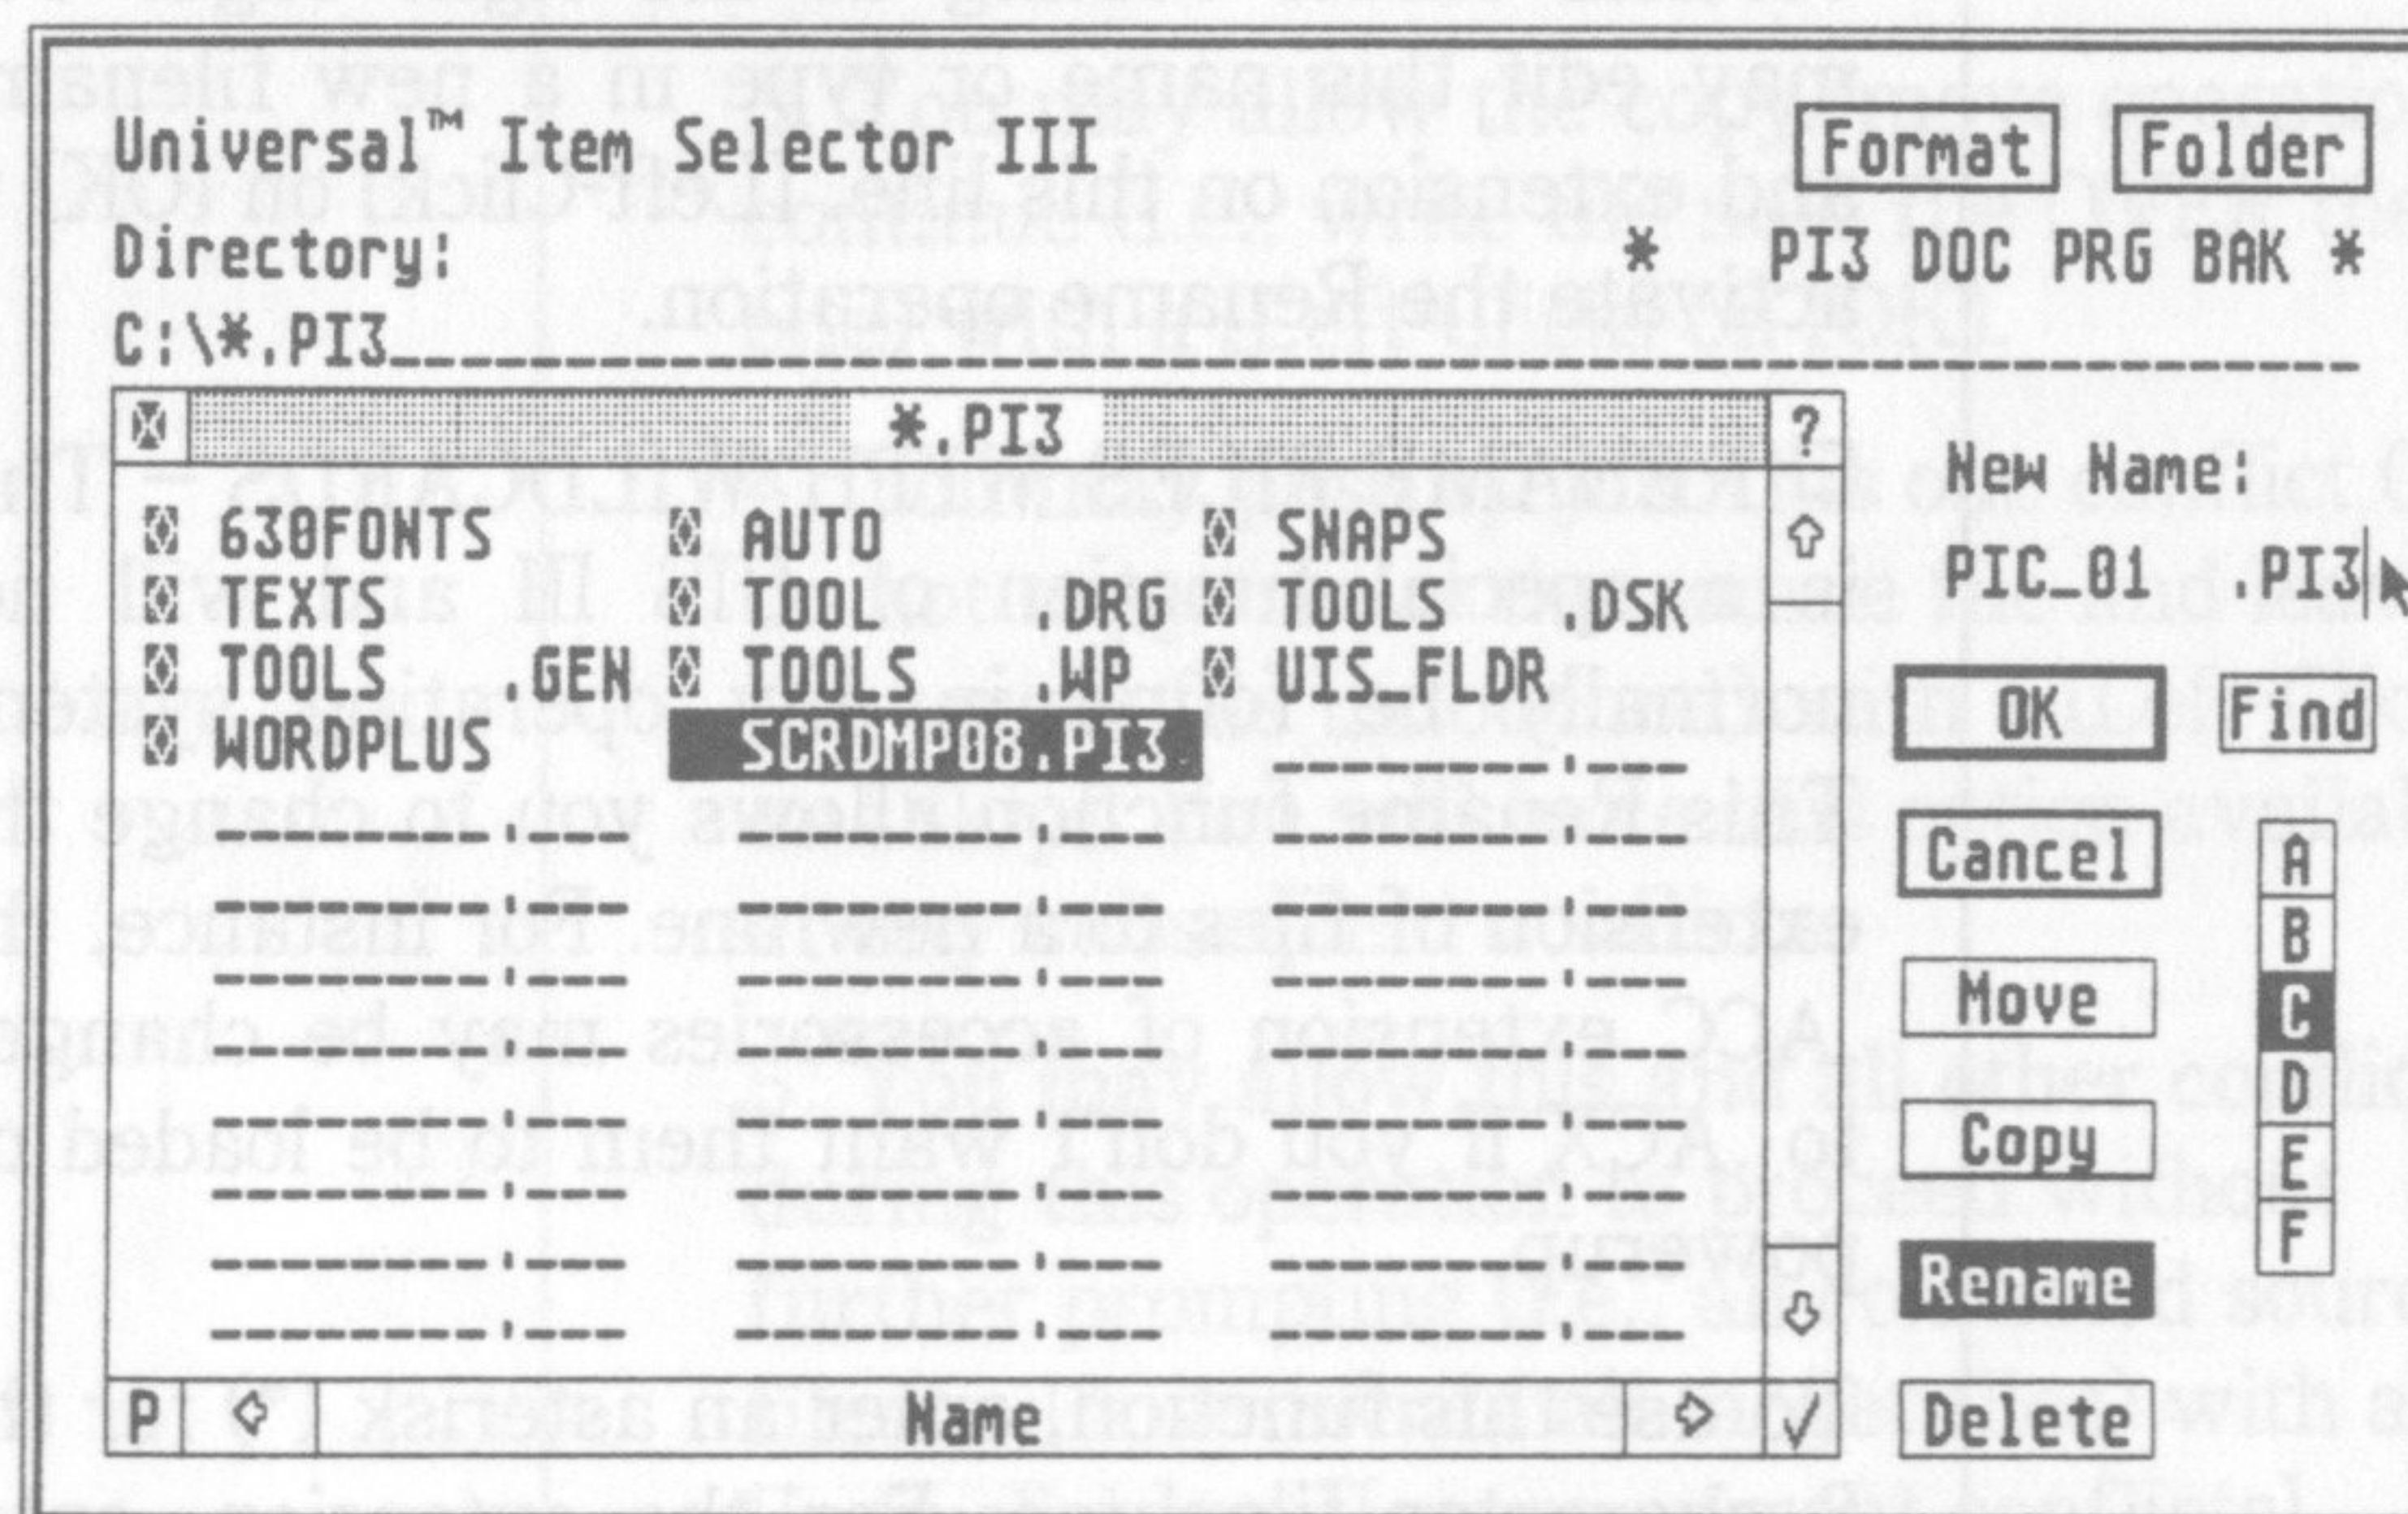 Universal™ Item Selector III Format Folder
Directory: * PI3 DOC PRG BAK *
C:\*.PI3
*.PI3 ?
New Name:
630FONTS AUTO SNAPS
PIC_01 .PI3
TEXTS TOOL .DRG TOOLS .DSK
TOOLS .GEN TOOLS .WP UIS_FLDR
OK Find
WORDPLUS SCRDMP08.PI3
Cancel A
B
Move C
D
Copy E
F
Rename
P Name ✓ Delete